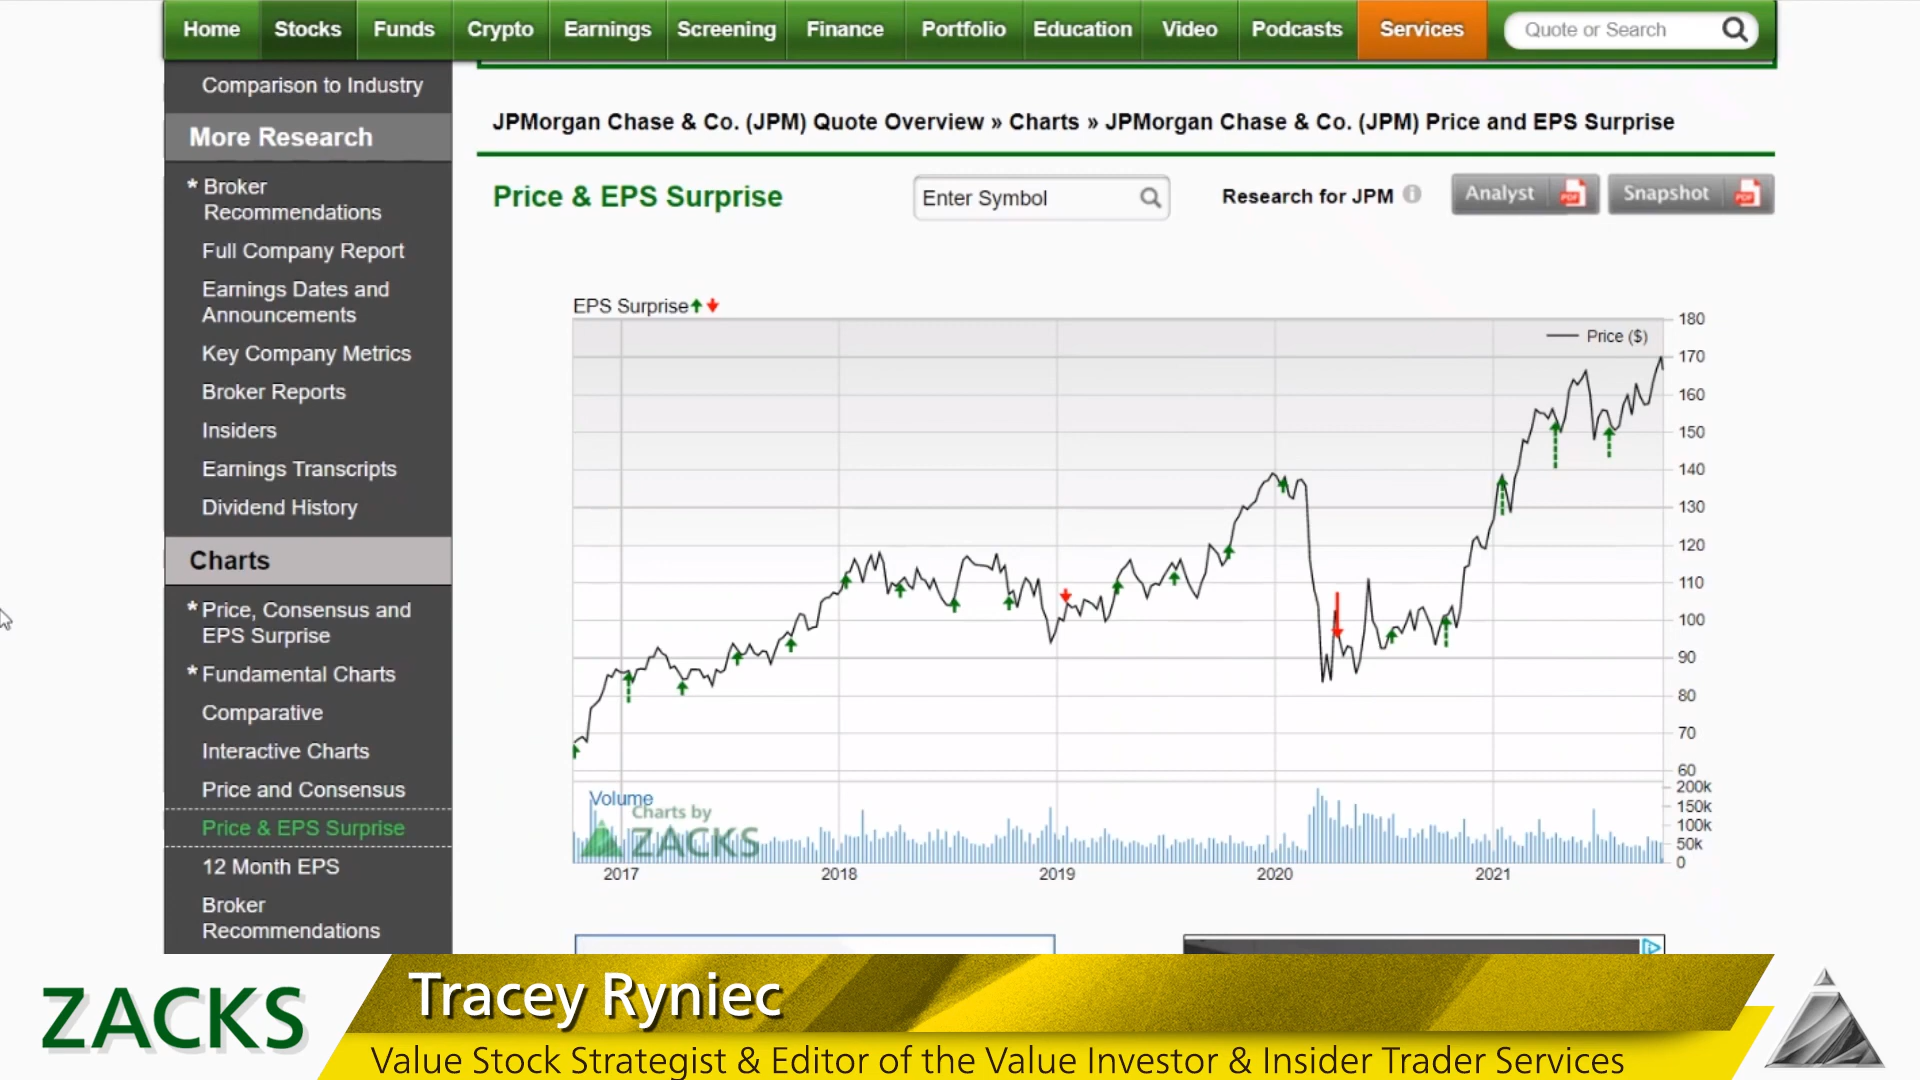 Home Stocks Funds Crypto Earnings Screening Finance Portfolio Education Video Podcasts Services Quote or Search
Comparison to Industry
More Research
* Broker
Recommendations
Full Company Report
Earnings Dates and
Announcements
Key Company Metrics
Broker Reports
Insiders
Earnings Transcripts
Dividend History
Charts
* Price, Consensus and
EPS Surprise
* Fundamental Charts
Comparative
Interactive Charts
Price and Consensus
Price & EPS Surprise
12 Month EPS
Broker
Recommendations
JPMorgan Chase & Co. (JPM) Quote Overview » Charts » JPMorgan Chase & Co. (JPM) Price and EPS Surprise
Price & EPS Surprise
Enter Symbol
Research for JPM
Analyst PDF
Snapshot PDF
EPS Surprise
Price ($)
180
170
160
150
140
130
120
110
100
90
80
70
60
Volume
Charts by
ZACKS
200k
150k
100k
50k
0
2017 2018 2019 2020 2021
ZACKS
Tracey Ryniec
Value Stock Strategist & Editor of the Value Investor & Insider Trader Services